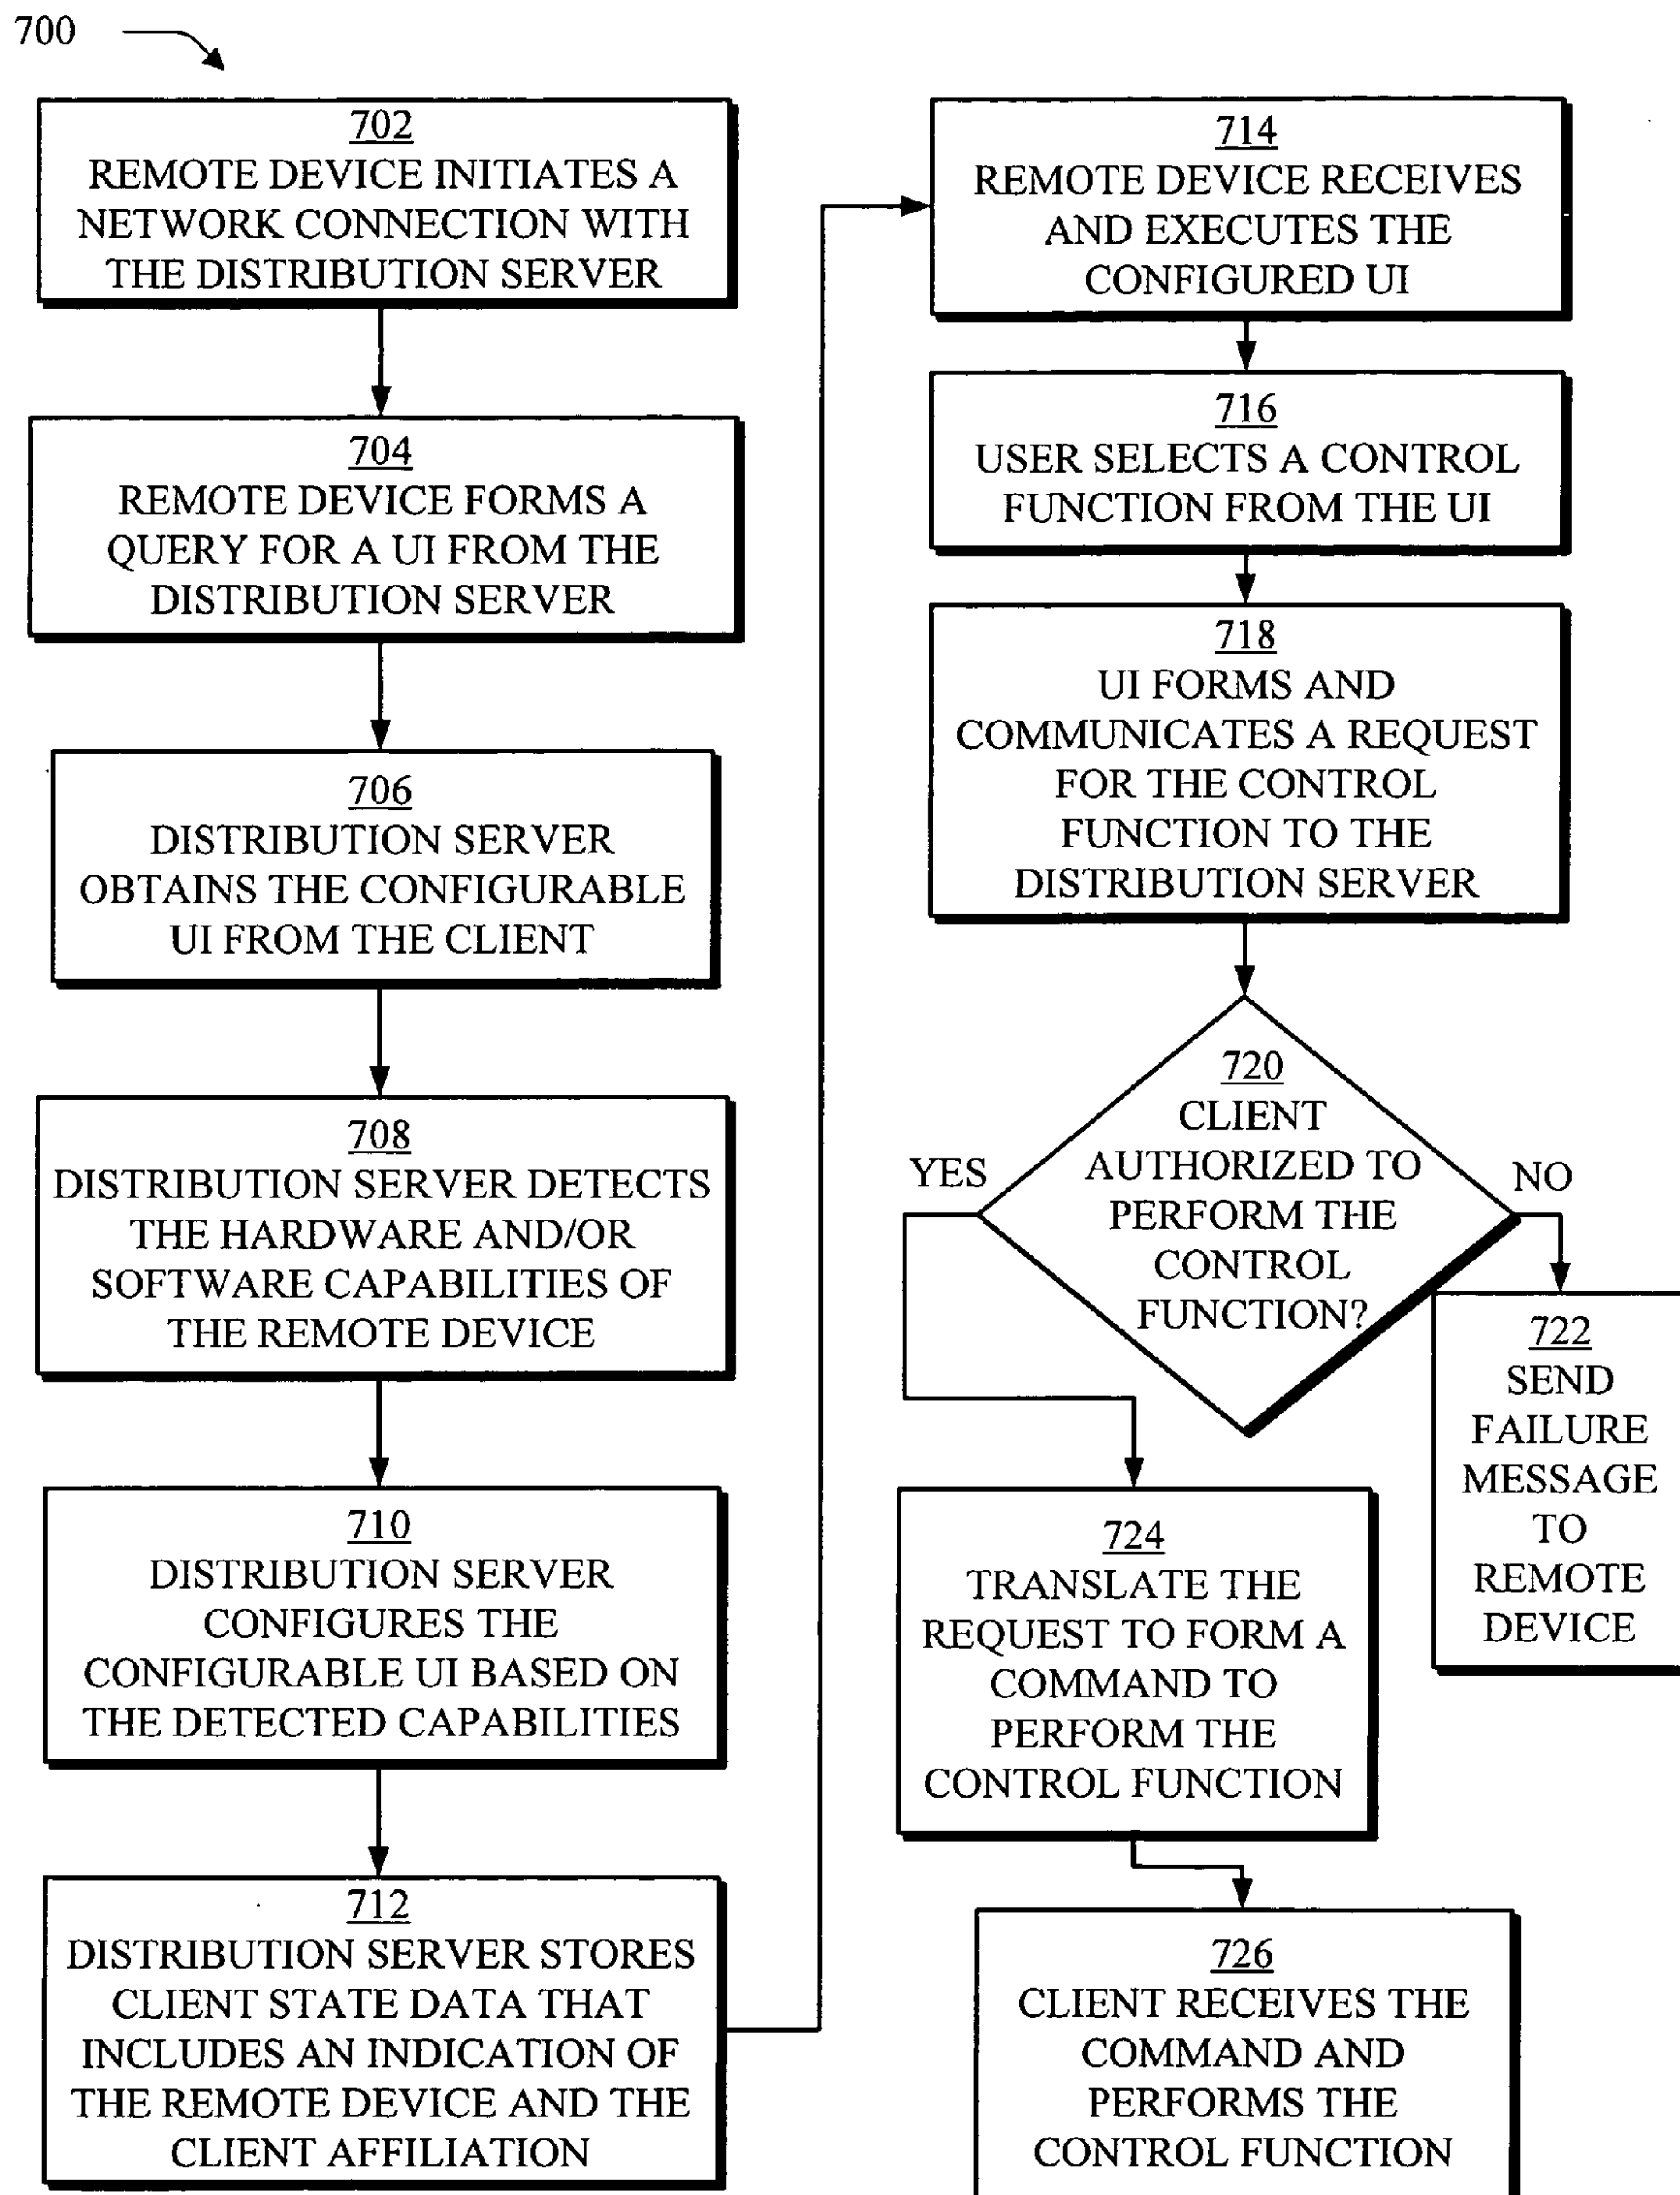 700
702
REMOTE DEVICE INITIATES A
NETWORK CONNECTION WITH
THE DISTRIBUTION SERVER
704
REMOTE DEVICE FORMS A
QUERY FOR A UI FROM THE
DISTRIBUTION SERVER
706
DISTRIBUTION SERVER
OBTAINS THE CONFIGURABLE
UI FROM THE CLIENT
708
DISTRIBUTION SERVER DETECTS
THE HARDWARE AND/OR
SOFTWARE CAPABILITIES OF
THE REMOTE DEVICE
710
DISTRIBUTION SERVER
CONFIGURES THE
CONFIGURABLE UI BASED ON
THE DETECTED CAPABILITIES
712
DISTRIBUTION SERVER STORES
CLIENT STATE DATA THAT
INCLUDES AN INDICATION OF
THE REMOTE DEVICE AND THE
CLIENT AFFILIATION
714
REMOTE DEVICE RECEIVES
AND EXECUTES THE
CONFIGURED UI
716
USER SELECTS A CONTROL
FUNCTION FROM THE UI
718
UI FORMS AND
COMMUNICATES A REQUEST
FOR THE CONTROL
FUNCTION TO THE
DISTRIBUTION SERVER
720
CLIENT
AUTHORIZED TO
PERFORM THE
CONTROL
FUNCTION?
YES
NO
722
SEND
FAILURE
MESSAGE
TO
REMOTE
DEVICE
724
TRANSLATE THE
REQUEST TO FORM A
COMMAND TO
PERFORM THE
CONTROL FUNCTION
726
CLIENT RECEIVES THE
COMMAND AND
PERFORMS THE
CONTROL FUNCTION